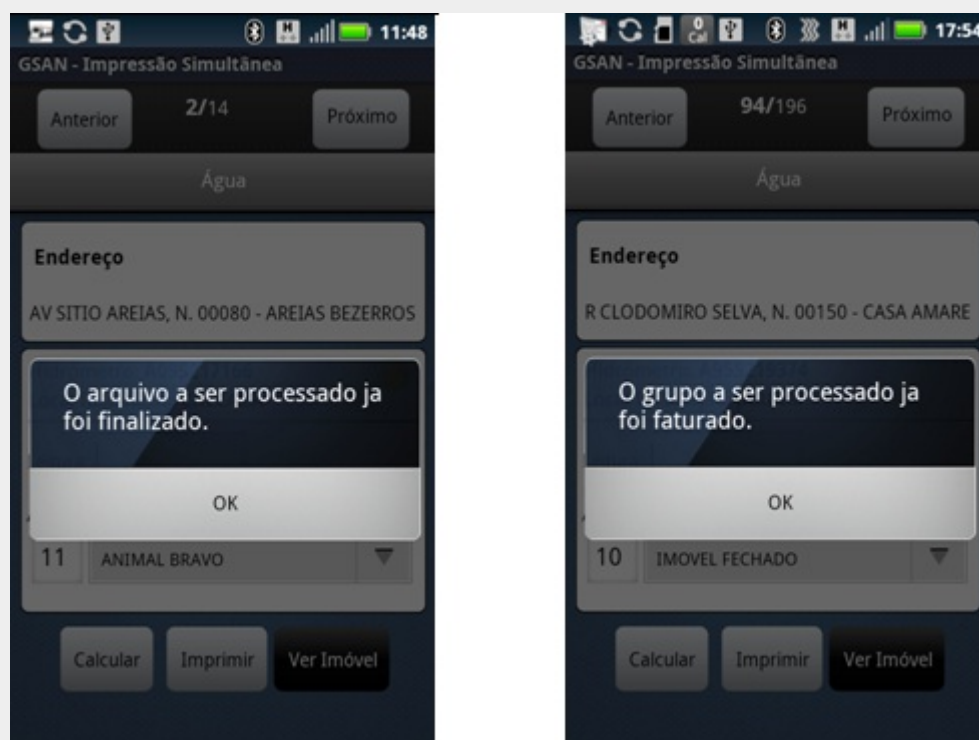 11:48
GSAN - Impressão Simultânea
Anterior
2/14
Próximo
Água
Endereço
AV SITIO AREIAS, N. 00080 - AREIAS BEZERROS
O arquivo a ser processado ja
foi finalizado.
OK
11 ANIMAL BRAVO
Calcular
Imprimir
Ver Imóvel
17:54
GSAN - Impressão Simultânea
Anterior
94/196
Próximo
Água
Endereço
R CLODOMIRO SELVA, N. 00150 - CASA AMARE
O grupo a ser processado ja
foi faturado.
OK
10 IMOVEL FECHADO
Calcular
Imprimir
Ver Imóvel